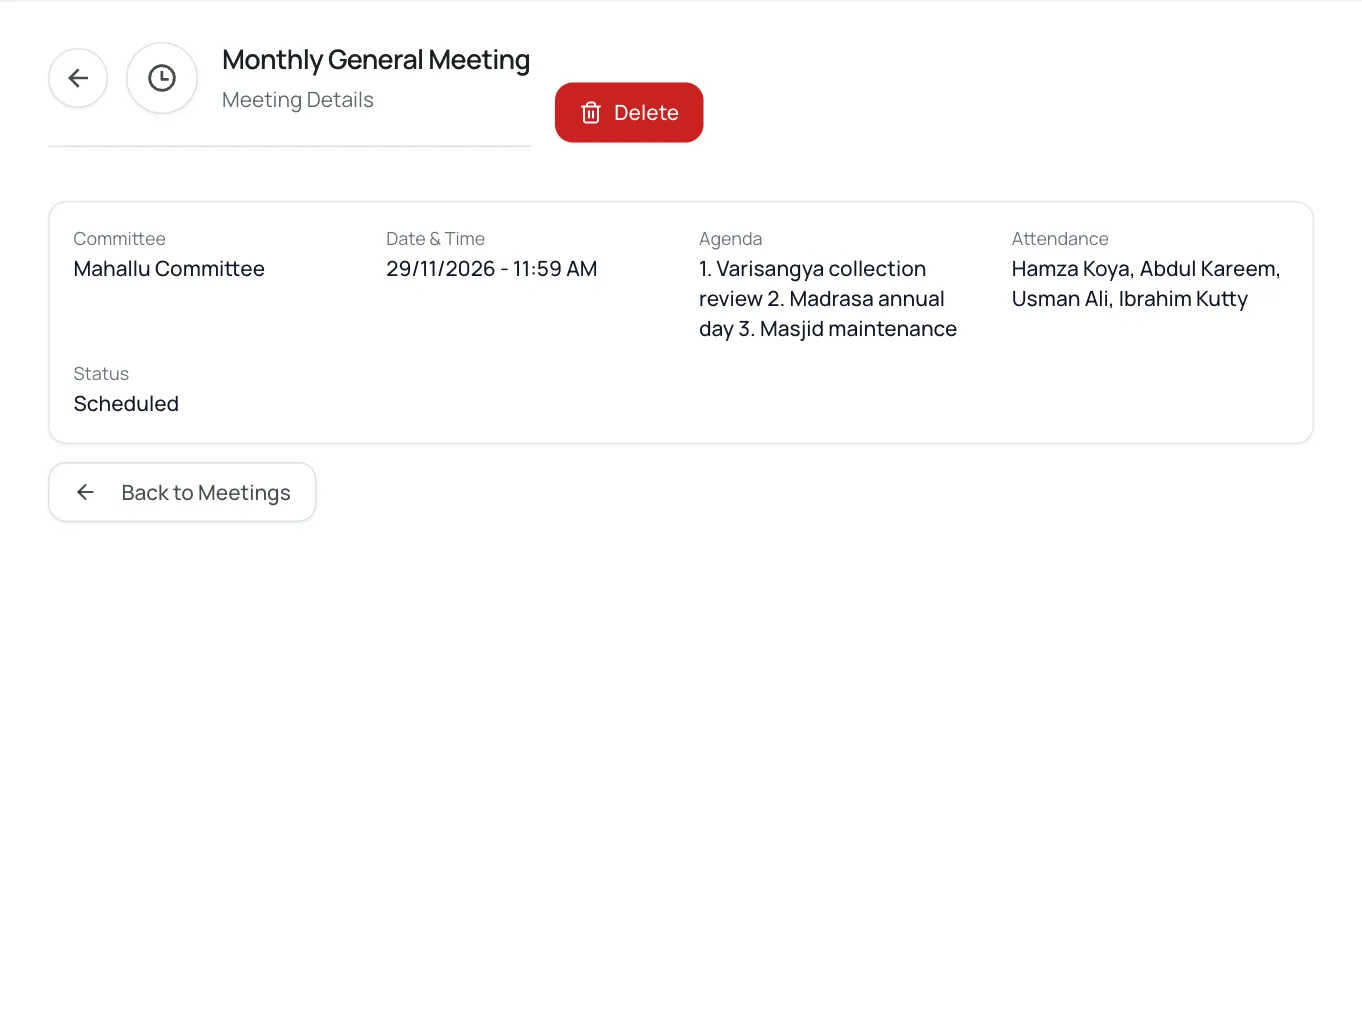 Monthly General Meeting
Meeting Details
Delete
Committee
Mahallu Committee
Date & Time
29/11/2026 - 11:59 AM
Agenda
1. Varisangya collection
review 2. Madrasa annual
day 3. Masjid maintenance
Attendance
Hamza Koya, Abdul Kareem,
Usman Ali, Ibrahim Kutty
Status
Scheduled
Back to Meetings